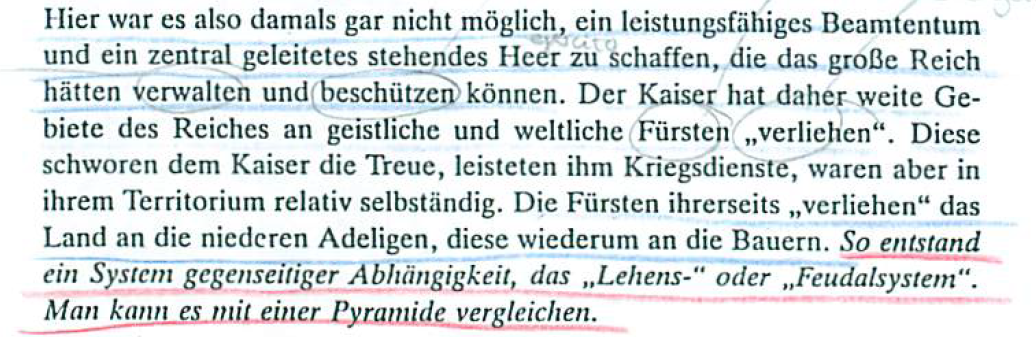 Hier war es also damals gar nicht möglich, ein leistungsfähiges Beamtentum
ejército
und ein zentral geleitetes stehendes Heer zu schaffen, die das große Reich
hätten verwalten und beschützen können. Der Kaiser hat daher weite Ge-
biete des Reiches an geistliche und weltliche Fürsten „verliehen“. Diese
schworen dem Kaiser die Treue, leisteten ihm Kriegsdienste, waren aber in
ihrem Territorium relativ selbständig. Die Fürsten ihrerseits „verliehen“ das
Land an die niederen Adeligen, diese wiederum an die Bauern. So entstand
ein System gegenseitiger Abhängigkeit, das „Lehens-“ oder „Feudalsystem“.
Man kann es mit einer Pyramide vergleichen.